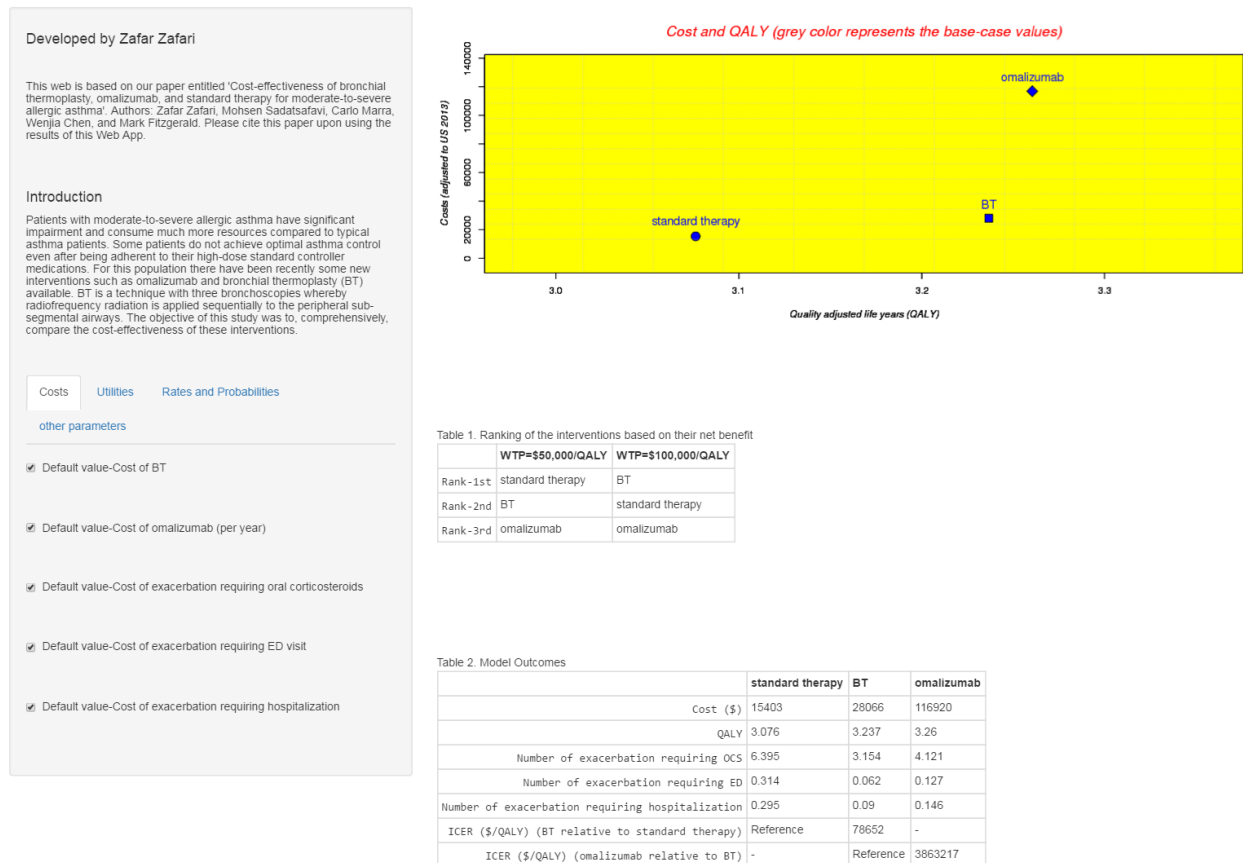 Developed by Zafar Zafari
This web is based on our paper entitled 'Cost-effectiveness of bronchial
thermoplasty, omalizumab, and standard therapy for moderate-to-severe
allergic asthma'. Authors: Zafar Zafari, Mohsen Sadatsafavi, Carlo Marra,
Wenjia Chen, and Mark Fitzgerald. Please cite this paper upon using the
results of this Web App.
Introduction
Patients with moderate-to-severe allergic asthma have significant
impairment and consume much more resources compared to typical
asthma patients. Some patients do not achieve optimal asthma control
even after being adherent to their high-dose standard controller
medications. For this population there have been recently some new
interventions such as omalizumab and bronchial thermoplasty (BT)
available. BT is a technique with three bronchoscopies whereby
radiofrequency radiation is applied sequentially to the peripheral sub-
segmental airways. The objective of this study was to, comprehensively,
compare the cost-effectiveness of these interventions.
Costs Utilities Rates and Probabilities
other parameters
Default value-Cost of BT
Default value-Cost of omalizumab (per year)
Default value-Cost of exacerbation requiring oral corticosteroids
Default value-Cost of exacerbation requiring ED visit
Default value-Cost of exacerbation requiring hospitalization
Cost and QALY (grey color represents the base-case values)
Costs (adjusted to US 2013)
140000
100000
60000
20000
0
omalizumab
BT
standard therapy
3.0 3.1 3.2 3.3
Quality adjusted life years (QALY)
Table 1. Ranking of the interventions based on their net benefit
WTP=$50,000/QALY WTP=$100,000/QALY
Rank-1st standard therapy BT
Rank-2nd BT standard therapy
Rank-3rd omalizumab omalizumab
Table 2. Model Outcomes
standard therapy BT omalizumab
Cost ($) 15403 28066 116920
QALY 3.076 3.237 3.26
Number of exacerbation requiring OCS 6.395 3.154 4.121
Number of exacerbation requiring ED 0.314 0.062 0.127
Number of exacerbation requiring hospitalization 0.295 0.09 0.146
ICER ($/QALY) (BT relative to standard therapy) Reference 78652 -
ICER ($/QALY) (omalizumab relative to BT) - Reference 3863217